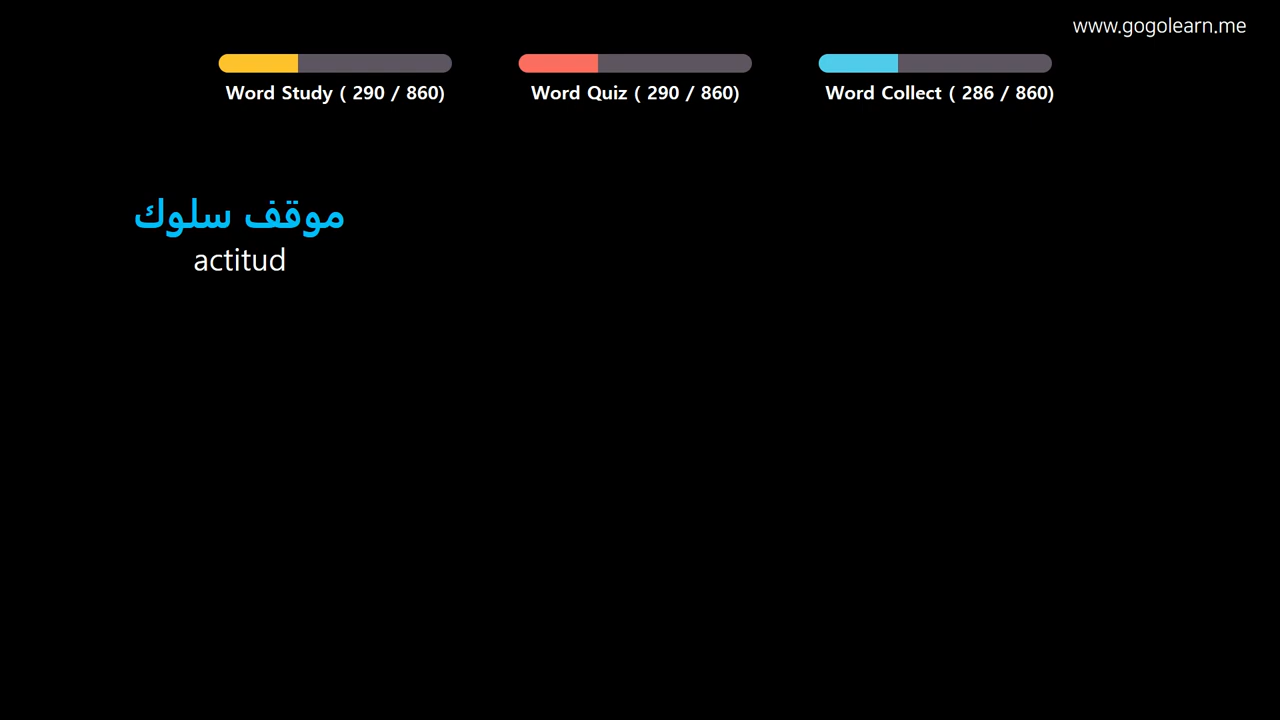 www.gogolearn.me
Word Study ( 290 / 860)
Word Quiz ( 290 / 860)
Word Collect ( 286 / 860)
موقف سلوك
actitud